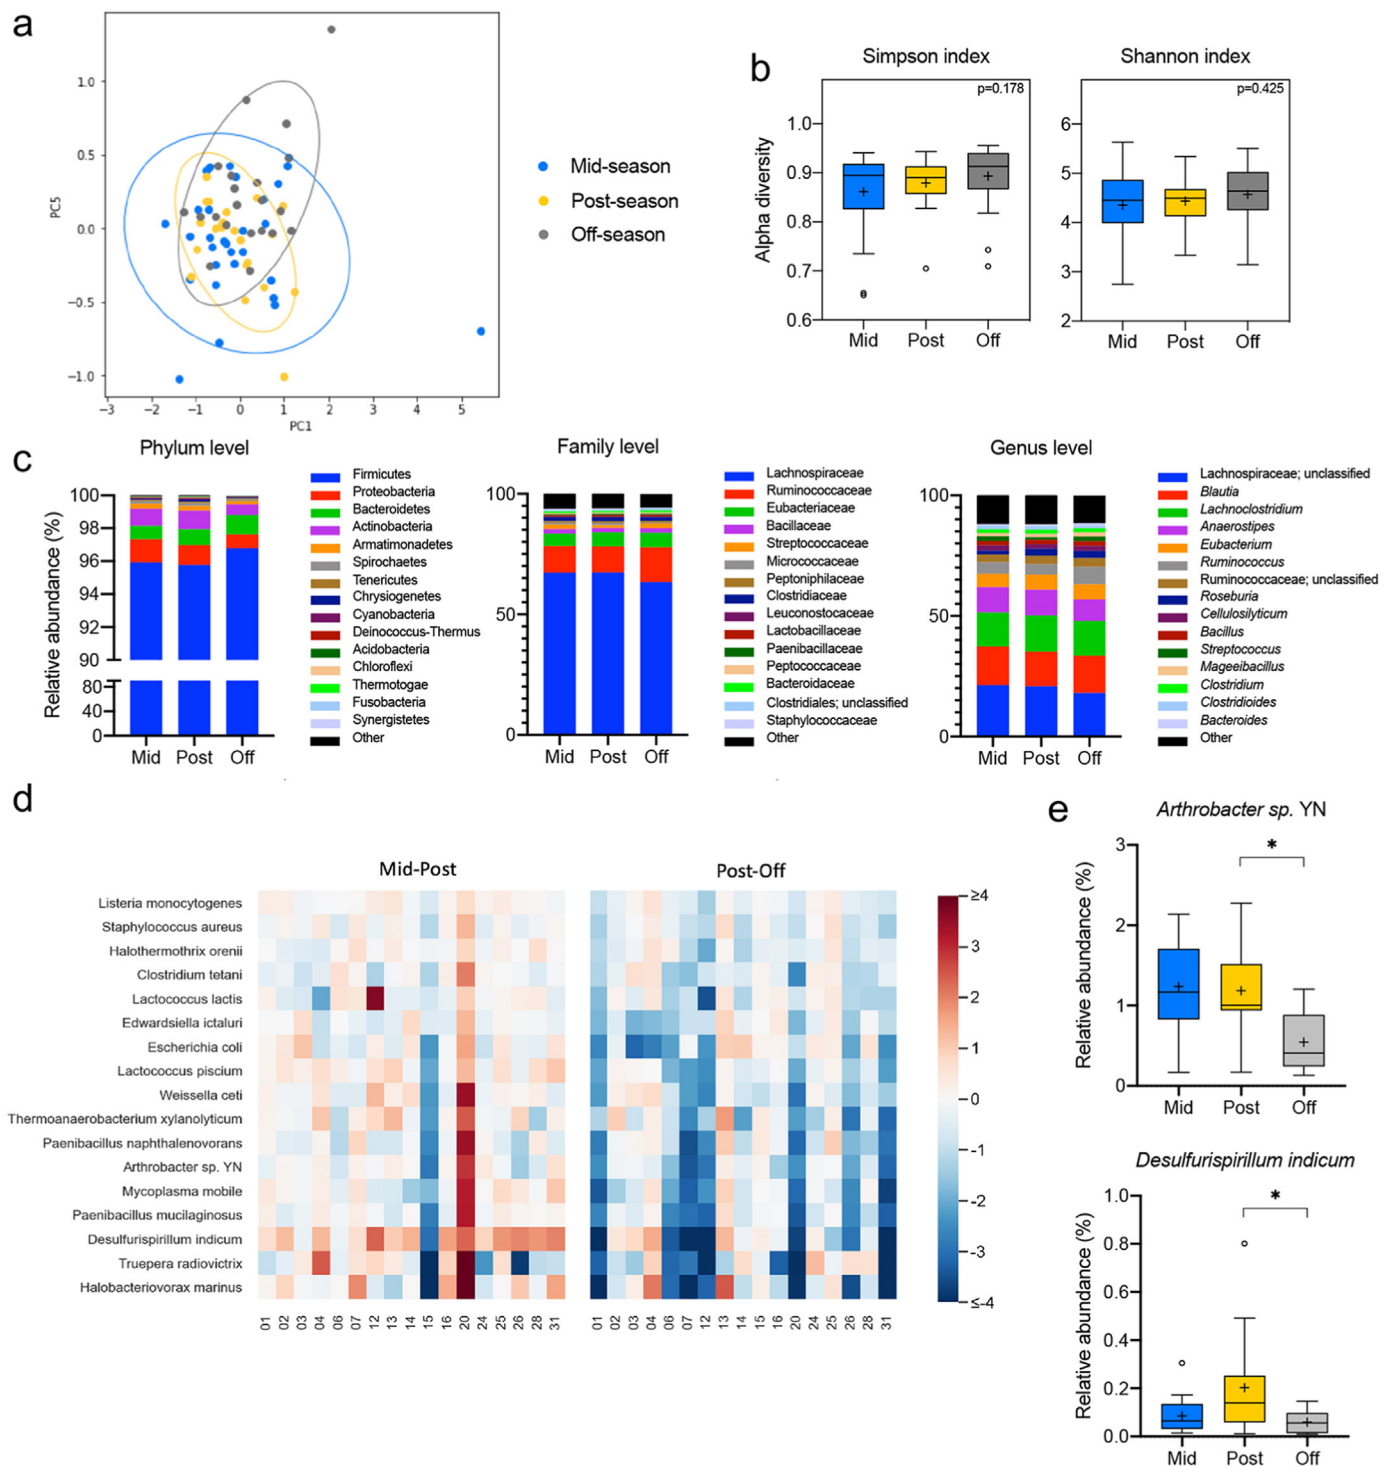 a
1.0
0.5
0.0
−0.5
−1.0
PC5
−3 −2 −1 0 1 2 3 4 5
PC1
Mid-season
Post-season
Off-season
b
Simpson index
p=0.178
Alpha diversity
1.0
0.9
0.8
0.7
0.6
Mid Post Off
Shannon index
p=0.425
6
5
4
3
2
Mid Post Off
c
Phylum level
Relative abundance (%)
100
98
96
94
92
90
80
40
0
Mid Post Off
Firmicutes
Proteobacteria
Bacteroidetes
Actinobacteria
Armatimonadetes
Spirochaetes
Tenericutes
Chrysiogenetes
Cyanobacteria
Deinococcus-Thermus
Acidobacteria
Chloroflexi
Thermotogae
Fusobacteria
Synergistetes
Other
Family level
100
50
0
Mid Post Off
Lachnospiraceae
Ruminococcaceae
Eubacteriaceae
Bacillaceae
Streptococcaceae
Micrococcaceae
Peptoniphilaceae
Clostridiaceae
Leuconostocaceae
Lactobacillaceae
Paenibacillaceae
Peptococcaceae
Bacteroidaceae
Clostridiales; unclassified
Staphylococcaceae
Other
Genus level
100
50
0
Mid Post Off
Lachnospiraceae; unclassified
Blautia
Lachnoclostridium
Anaerostipes
Eubacterium
Ruminococcus
Ruminococcaceae; unclassified
Roseburia
Cellulosilyticum
Bacillus
Streptococcus
Mageeibacillus
Clostridium
Clostridioides
Bacteroides
Other
d
Mid-Post
Post-Off
Listeria monocytogenes
Staphylococcus aureus
Halothermothrix orenii
Clostridium tetani
Lactococcus lactis
Edwardsiella ictaluri
Escherichia coli
Lactococcus piscium
Weissella ceti
Thermoanaerobacterium xylanolyticum
Paenibacillus naphthalenovorans
Arthrobacter sp. YN
Mycoplasma mobile
Paenibacillus mucilaginosus
Desulfurispirillum indicum
Truepera radiovictrix
Halobacteriovorax marinus
01 02 03 04 06 07 12 13 14 15 16 20 24 25 26 28 31
01 02 03 04 06 07 12 13 14 15 16 20 24 25 26 28 31
≥4
3
2
1
0
-1
-2
-3
≤-4
e
Arthrobacter sp. YN
*
Relative abundance (%)
3
2
1
0
Mid Post Off
Desulfurispirillum indicum
*
Relative abundance (%)
1.0
0.8
0.6
0.4
0.2
0.0
Mid Post Off